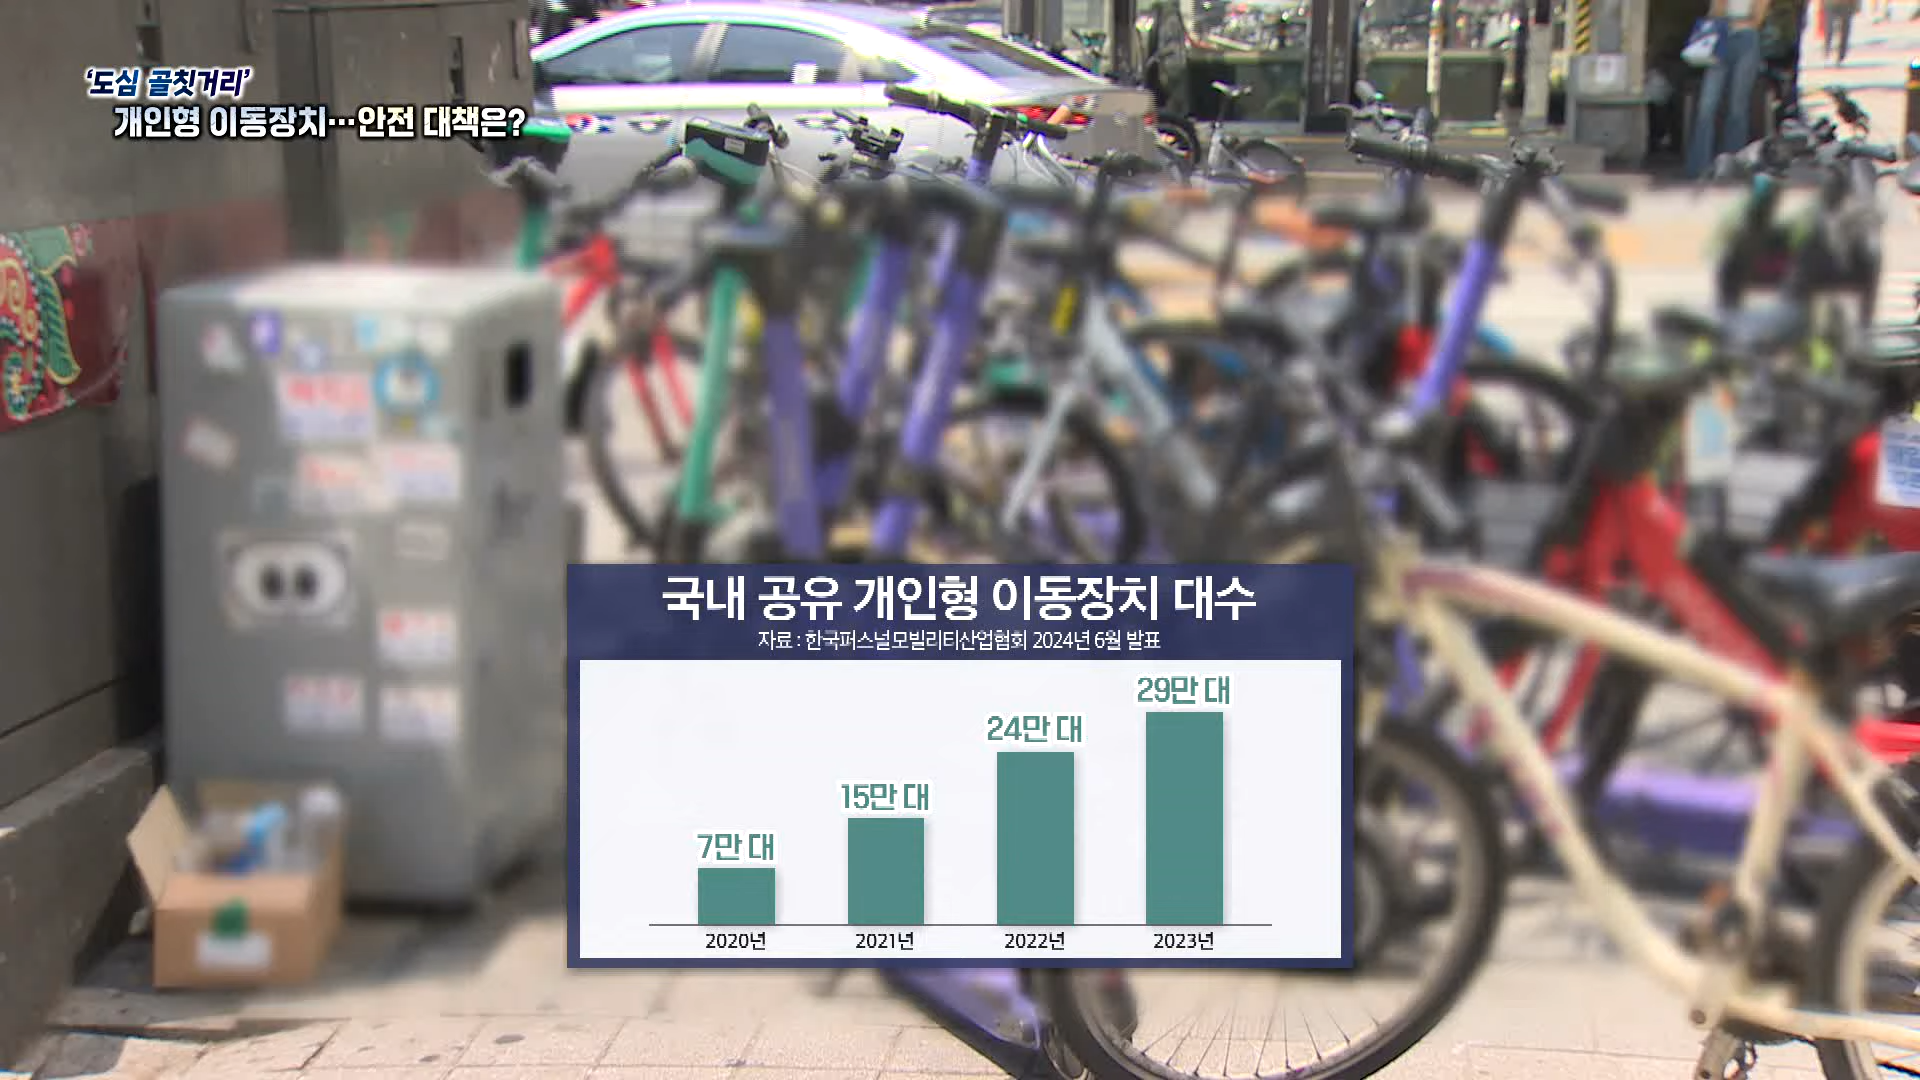 ‘도심 골칫거리’
개인형 이동장치…안전 대책은?
국내 공유 개인형 이동장치 대수
자료 : 한국퍼스널모빌리티산업협회 2024년 6월 발표
7만 대
15만 대
24만 대
29만 대
2020년
2021년
2022년
2023년